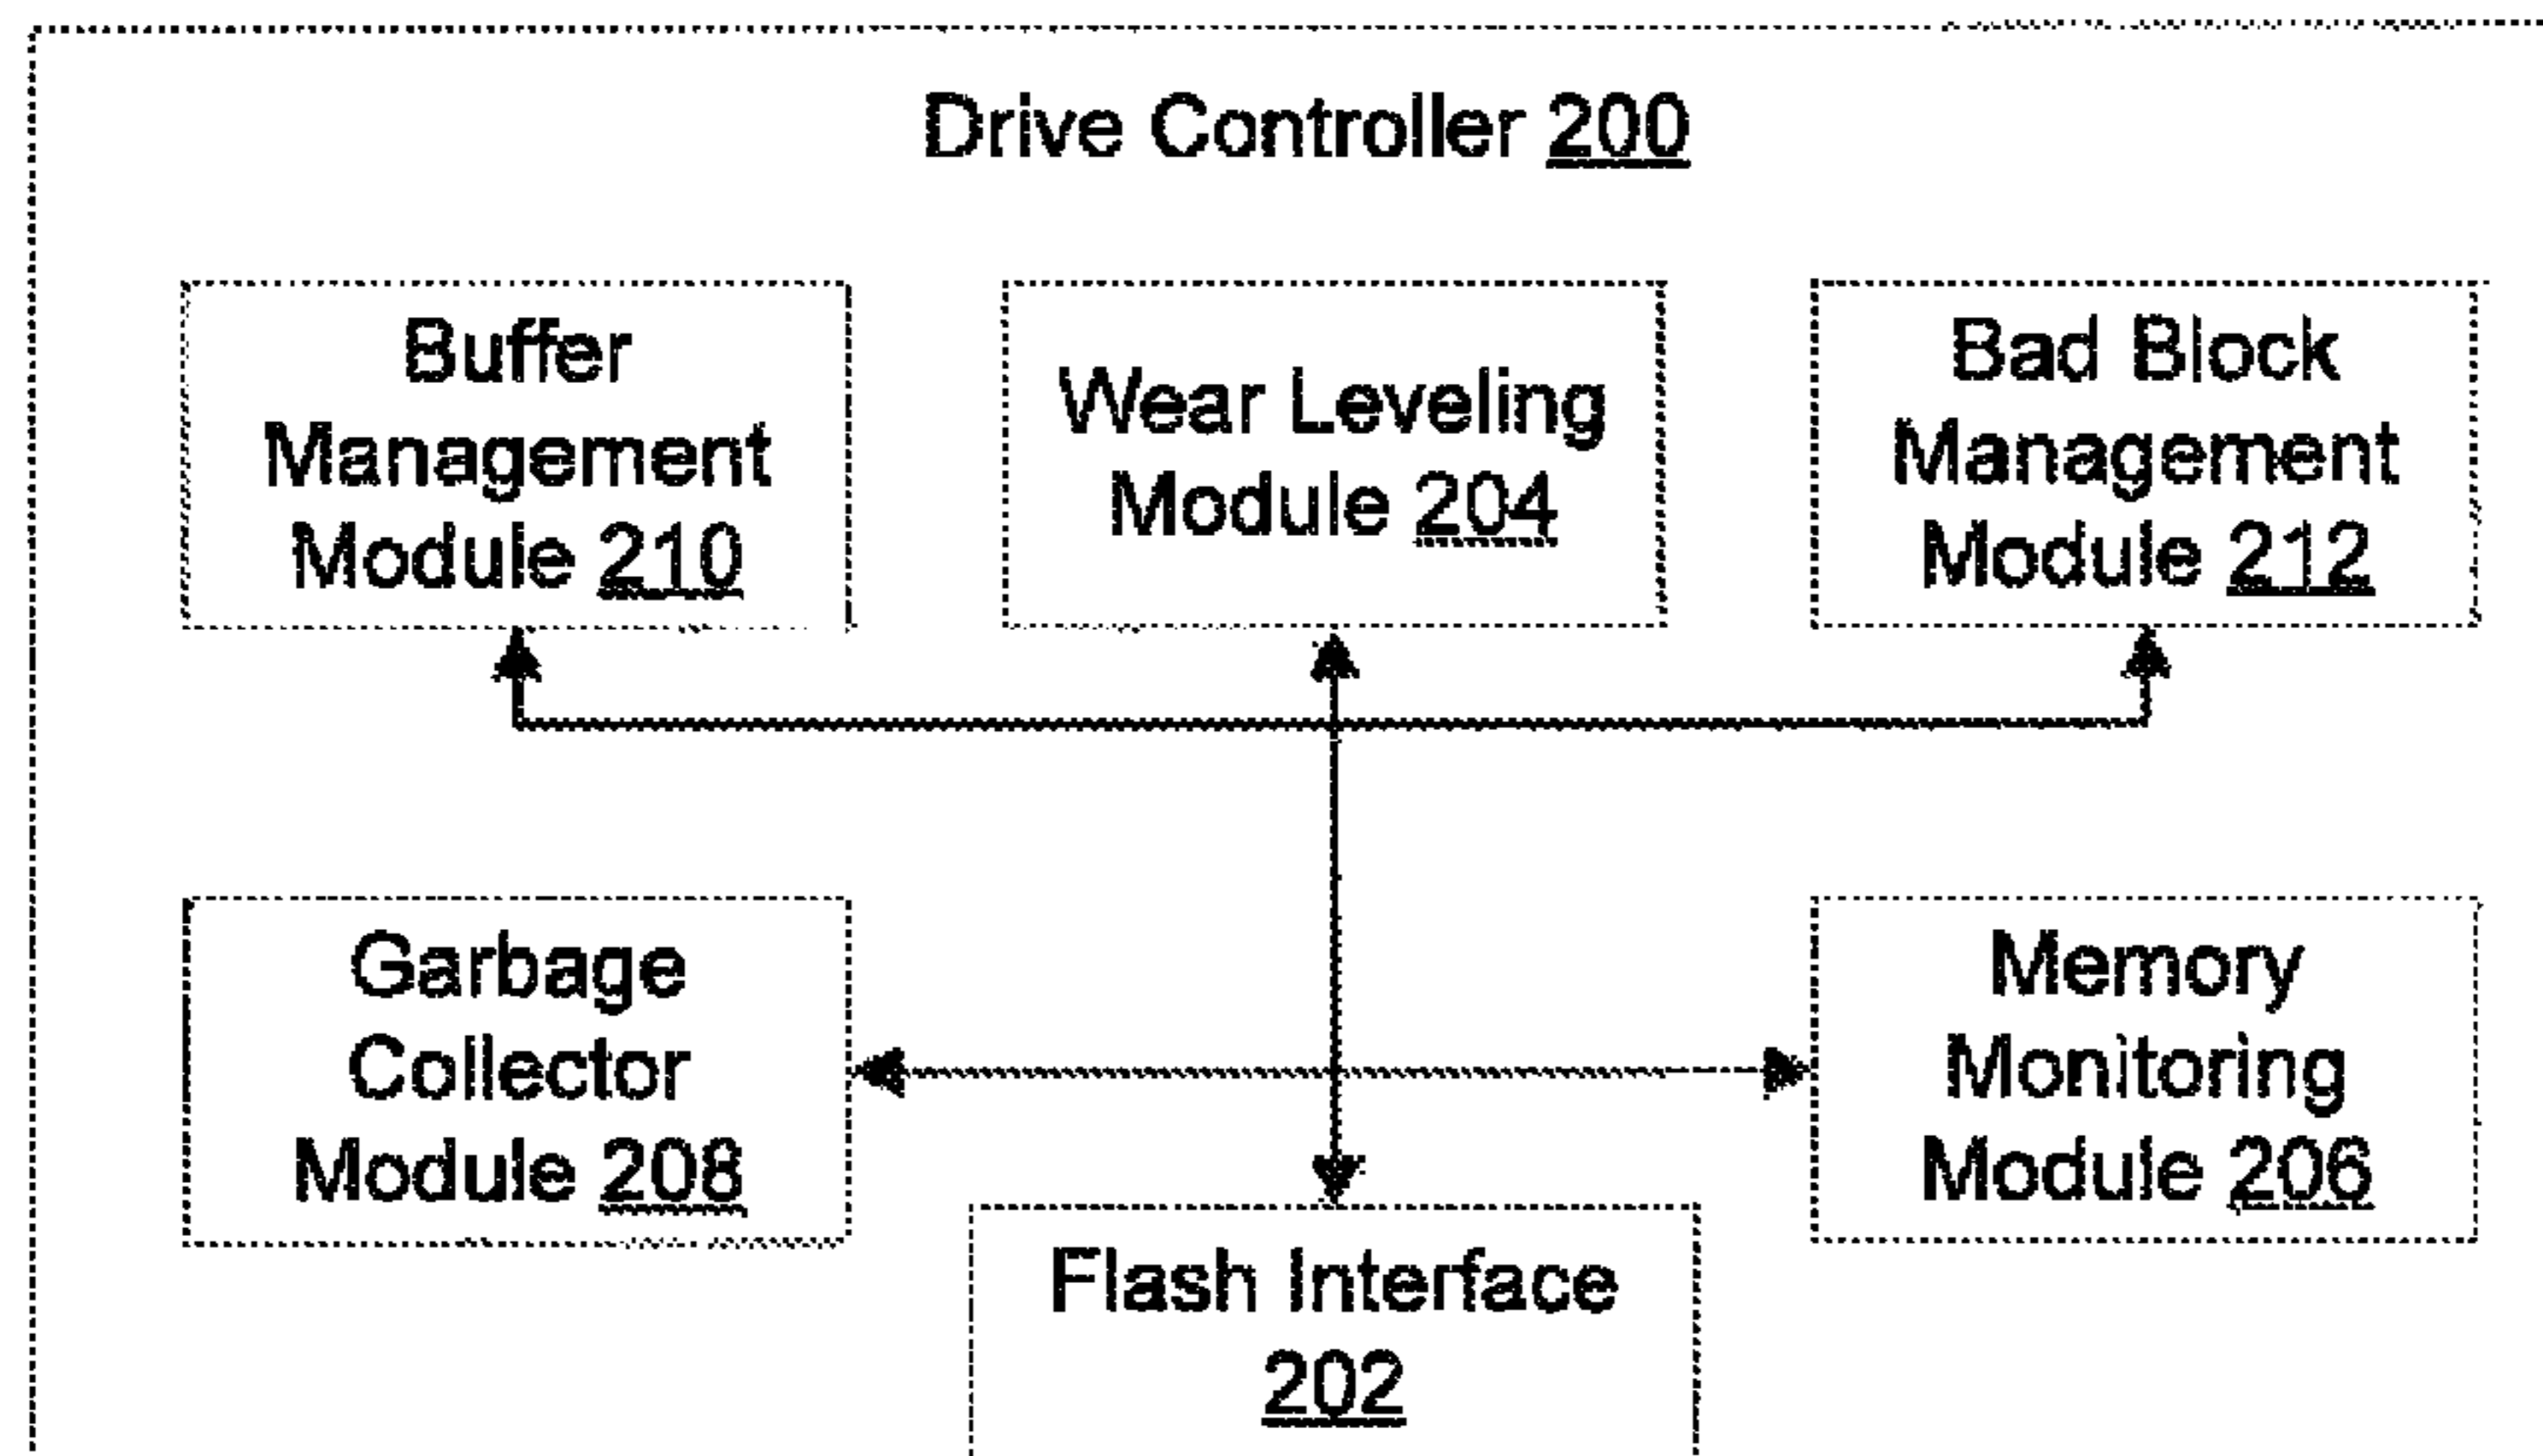 Drive Controller 200
Buffer
Management
Module 210
Wear Leveling
Module 204
Bad Block
Management
Module 212
Garbage
Collector
Module 208
Memory
Monitoring
Module 206
Flash Interface
202